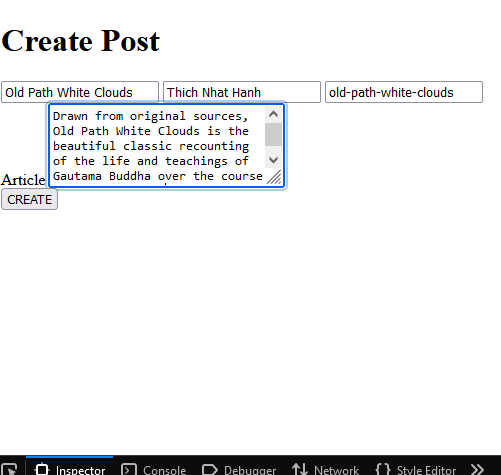 Create Post
Old Path White Clouds Thich Nhat Hanh old-path-white-clouds
Drawn from original sources,
Old Path White Clouds is the
beautiful classic recounting
of the life and teachings of
Gautama Buddha over the course
Article
CREATE
Inspector Console Debugger Network Style Editor